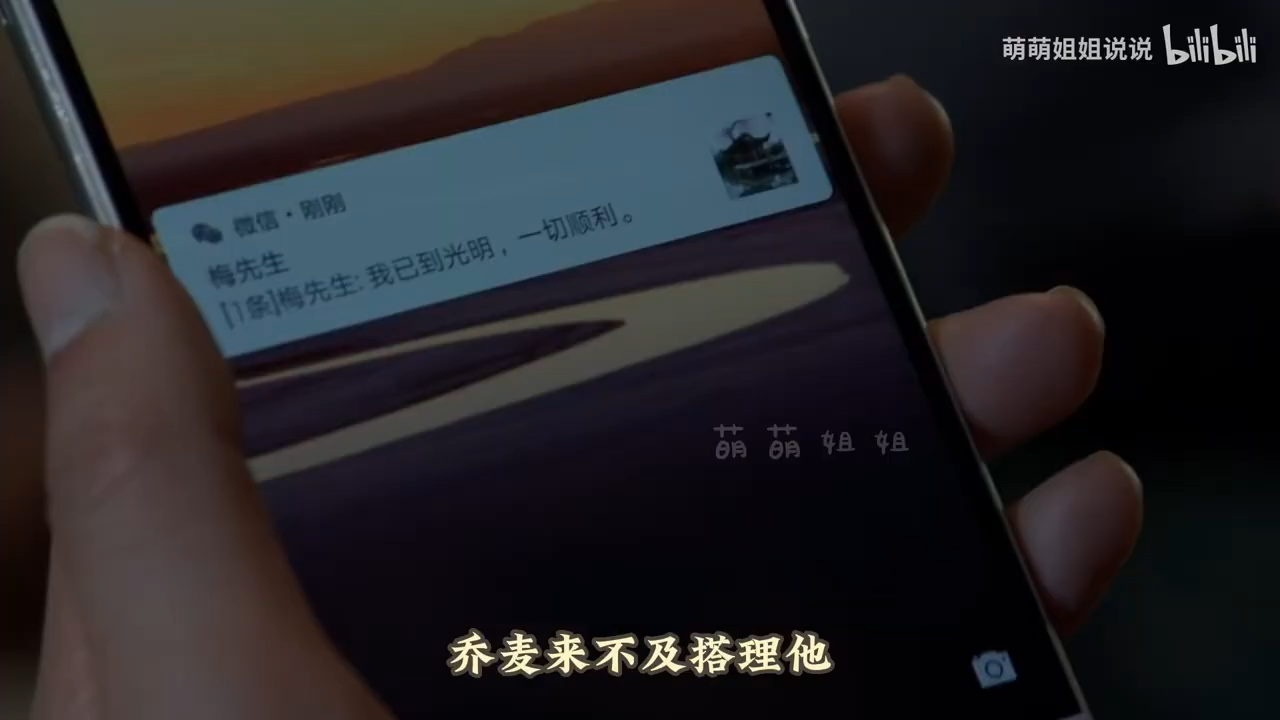 萌萌姐姐说说 bilibili
微信·刚刚
梅先生
[1条]梅先生: 我已到光明，一切顺利。
萌萌姐姐
乔麦来不及搭理他